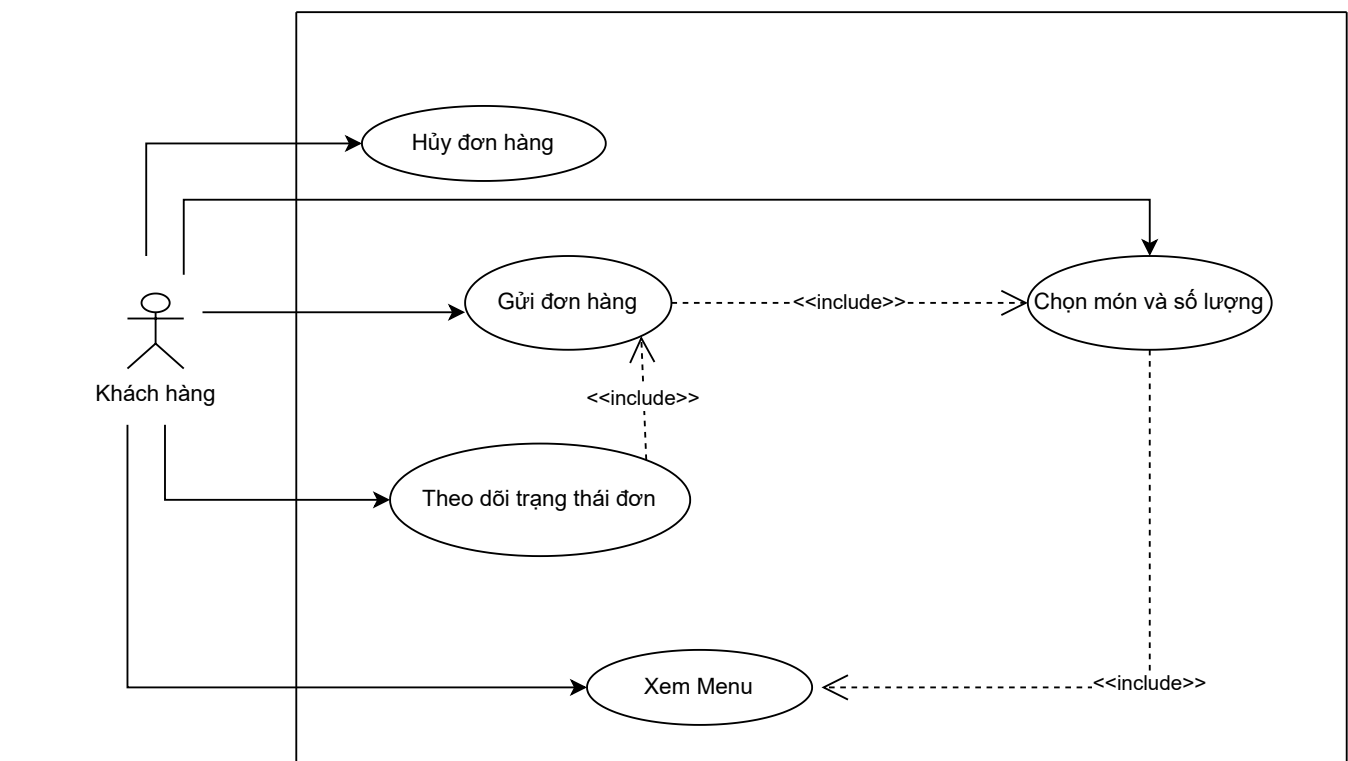 Hủy đơn hàng
Gửi đơn hàng
<<include>>
Chọn món và số lượng
Khách hàng
<<include>>
Theo dõi trạng thái đơn
Xem Menu
<<include>>